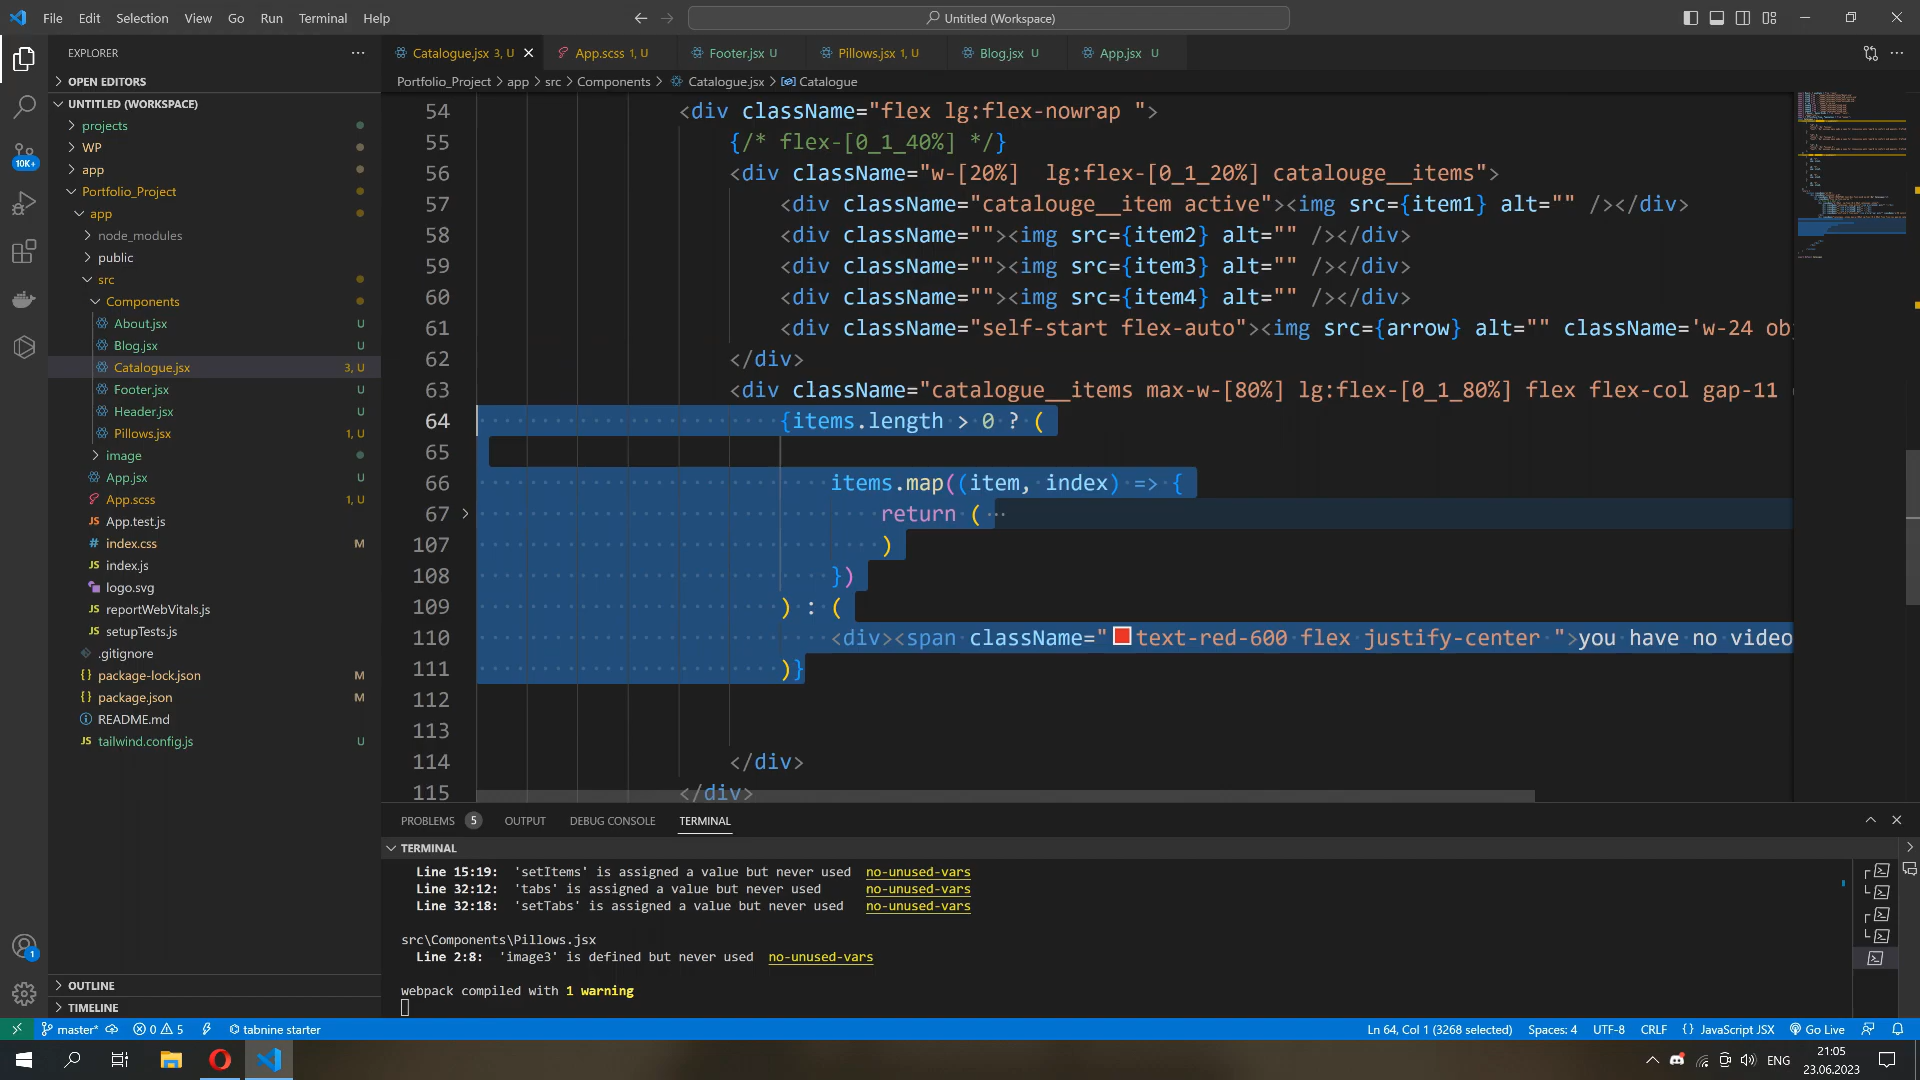 File Edit Selection View Go Run Terminal Help
Untitled (Workspace)
EXPLORER
OPEN EDITORS
UNTITLED (WORKSPACE)
projects
WP
app
Portfolio_Project
app
node_modules
public
src
Components
About.jsx U
Blog.jsx U
Catalogue.jsx 3, U
Footer.jsx U
Header.jsx U
Pillows.jsx 1, U
image
App.jsx U
App.scss 1, U
JS App.test.js
# index.css M
JS index.js
logo.svg
JS reportWebVitals.js
JS setupTests.js
.gitignore
{} package-lock.json M
{} package.json M
README.md
JS tailwind.config.js U
OUTLINE
TIMELINE
10K+
1
Catalogue.jsx 3, U
App.scss 1, U
Footer.jsx U
Pillows.jsx 1, U
Blog.jsx U
App.jsx U
Portfolio_Project > app > src > Components > Catalogue.jsx > Catalogue
54 <div className="flex lg:flex-nowrap ">
55 {/* flex-[0_1_40%] */}
56 <div className="w-[20%]  lg:flex-[0_1_20%] catalouge__items">
57 <div className="catalouge__item active"><img src={item1} alt="" /></div>
58 <div className=""><img src={item2} alt="" /></div>
59 <div className=""><img src={item3} alt="" /></div>
60 <div className=""><img src={item4} alt="" /></div>
61 <div className="self-start flex-auto"><img src={arrow} alt="" className='w-24 ob
62 </div>
63 <div className="catalogue__items max-w-[80%] lg:flex-[0_1_80%] flex flex-col gap-11
64 {items.length > 0 ? (
65
66 items.map((item, index) => {
67 return ( ···
107 )
108 })
109 ) : (
110 <div><span className="text-red-600 flex justify-center ">you have no video
111 )}
112
113
114 </div>
115 </div>
PROBLEMS 5 OUTPUT DEBUG CONSOLE TERMINAL
TERMINAL
Line 15:19:  'setItems' is assigned a value but never used  no-unused-vars
Line 32:12:  'tabs' is assigned a value but never used  no-unused-vars
Line 32:18:  'setTabs' is assigned a value but never used  no-unused-vars
src\Components\Pillows.jsx
Line 2:8:  'image3' is defined but never used  no-unused-vars
webpack compiled with 1 warning
master* 0 5 tabnine starter
Ln 64, Col 1 (3268 selected) Spaces: 4 UTF-8 CRLF {} JavaScript JSX Go Live
ENG
21:05
23.06.2023